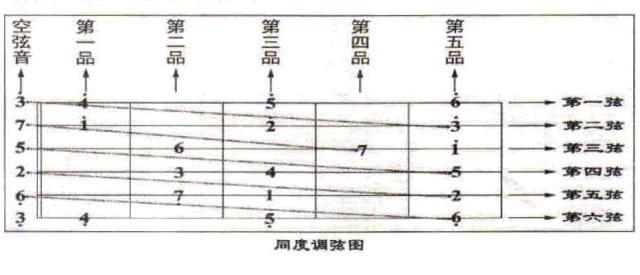 空弦音 第一品 第二品 第三品 第四品 第五品
3 4 5 6 第一弦
7 1 2 3 第二弦
5 6 7 1 第三弦
2 3 4 5 第四弦
6 7 1 2 第五弦
3 4 5 6 第六弦
同度调弦图